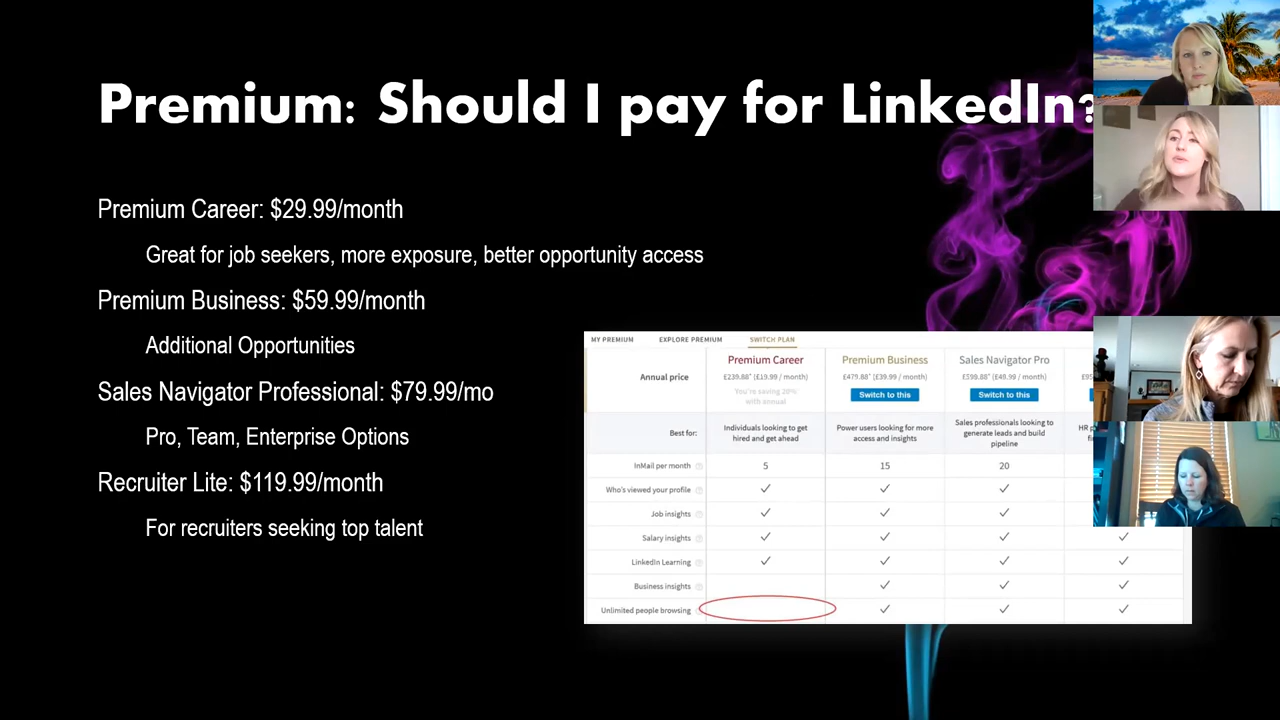 Premium: Should I pay for LinkedIn?
Premium Career: $29.99/month
Great for job seekers, more exposure, better opportunity access
Premium Business: $59.99/month
Additional Opportunities
Sales Navigator Professional: $79.99/mo
Pro, Team, Enterprise Options
Recruiter Lite: $119.99/month
For recruiters seeking top talent
MY PREMIUM EXPLORE PREMIUM SWITCH PLAN
Premium Career Premium Business Sales Navigator Pro
Annual price £239.88* (£19.99 / month) £479.88* (£39.99 / month) £599.88* (£49.99 / month)
You're saving 20%
with annual
Switch to this Switch to this
Best for: Individuals looking to get
hired and get ahead
Power users looking for more
access and insights
Sales professionals looking to
generate leads and build
pipeline
InMail per month 5 15 20
Who's viewed your profile
Job insights
Salary insights
LinkedIn Learning
Business insights
Unlimited people browsing